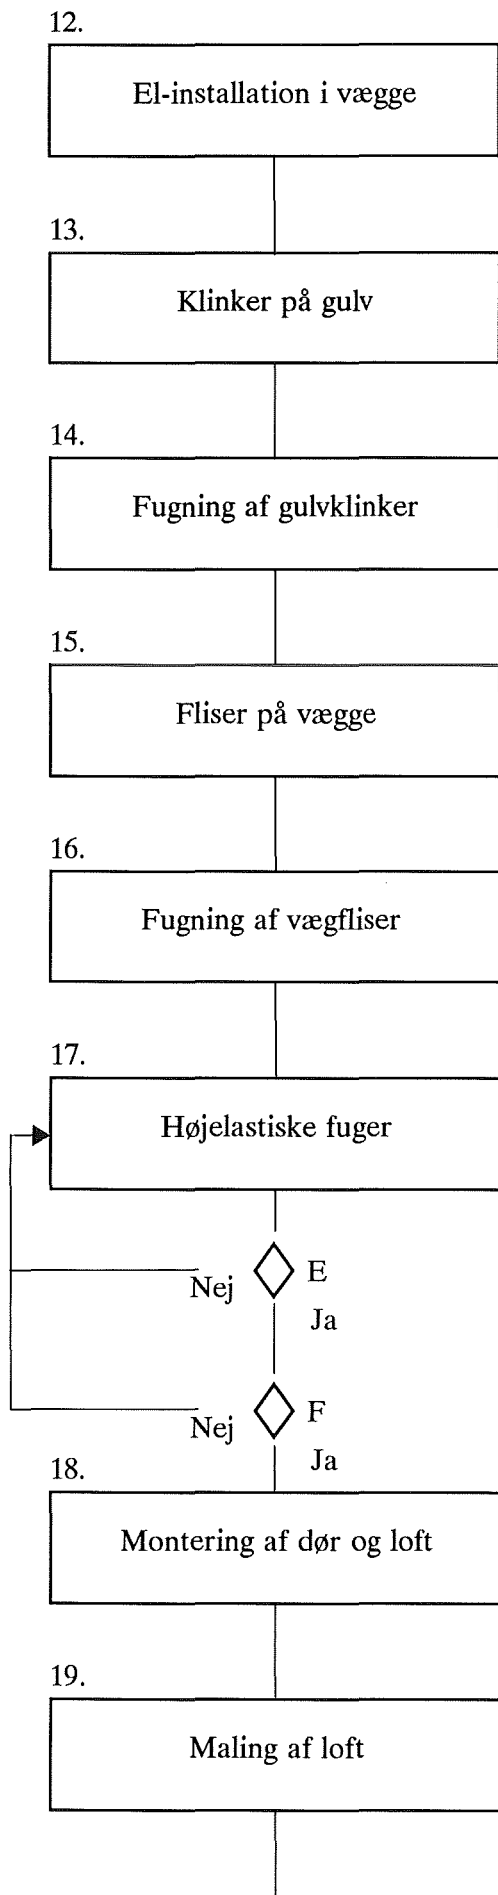 12.
El-installation i vægge
13.
Klinker på gulv
14.
Fugning af gulvklinker
15.
Fliser på vægge
16.
Fugning af vægfliser
17.
Højelastiske fuger
Nej E
Ja
Nej F
Ja
18.
Montering af dør og loft
19.
Maling af loft